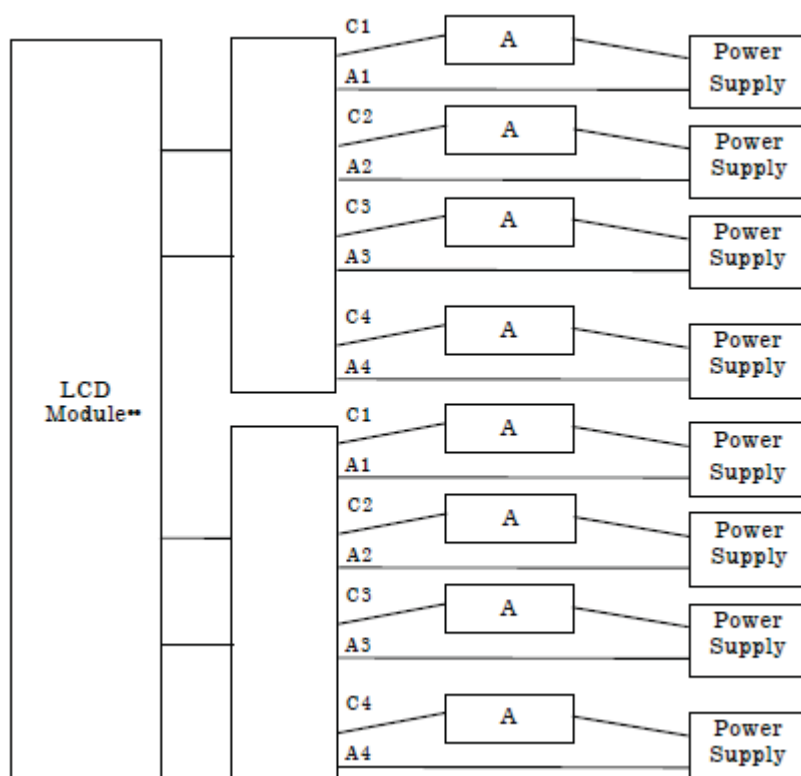 C1
A
Power
Supply
A1
C2
A
Power
Supply
A2
C3
A
Power
Supply
A3
C4
A
Power
Supply
A4
LCD
Module**
C1
A
Power
Supply
A1
C2
A
Power
Supply
A2
C3
A
Power
Supply
A3
C4
A
Power
Supply
A4